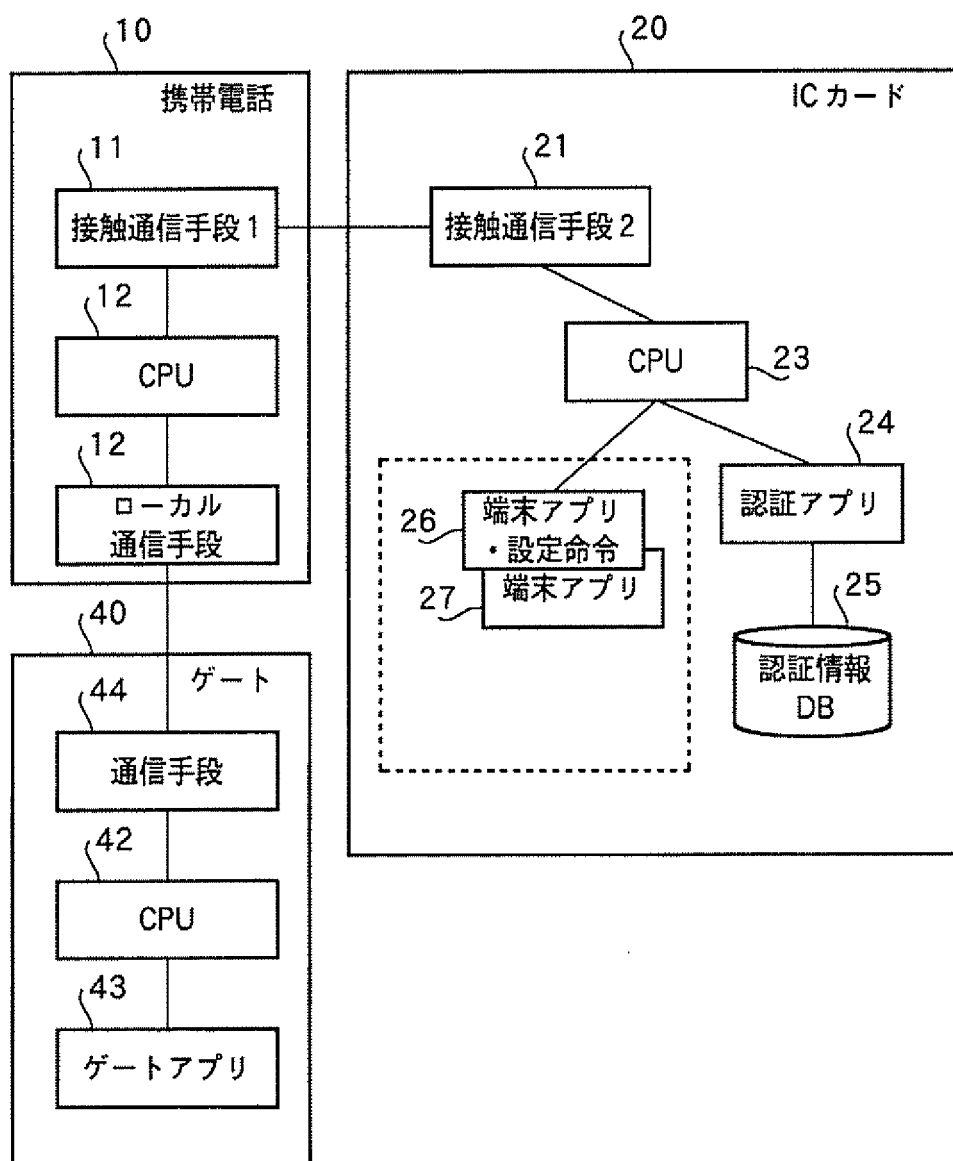 10
携帯電話
11
接触通信手段1
12
CPU
12
ローカル
通信手段
20
ICカード
21
接触通信手段2
CPU
23
24
認証アプリ
25
認証情報
DB
26
端末アプリ
・設定命令
27
端末アプリ
40
ゲート
44
通信手段
42
CPU
43
ゲートアプリ